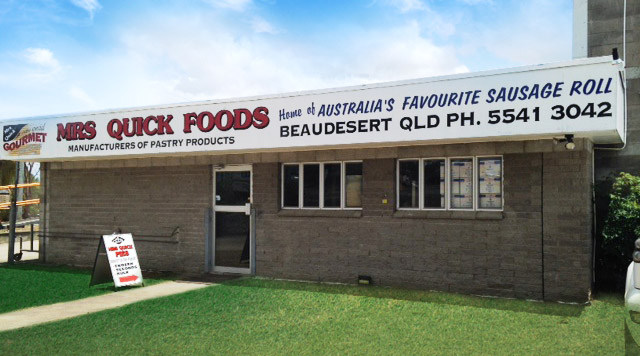 GOURMET
MRS QUICK FOODS
MANUFACTURERS OF PASTRY PRODUCTS
Home of AUSTRALIA'S FAVOURITE SAUSAGE ROLL
BEAUDESERT QLD PH. 5541 3042
MRS QUICK
PIES